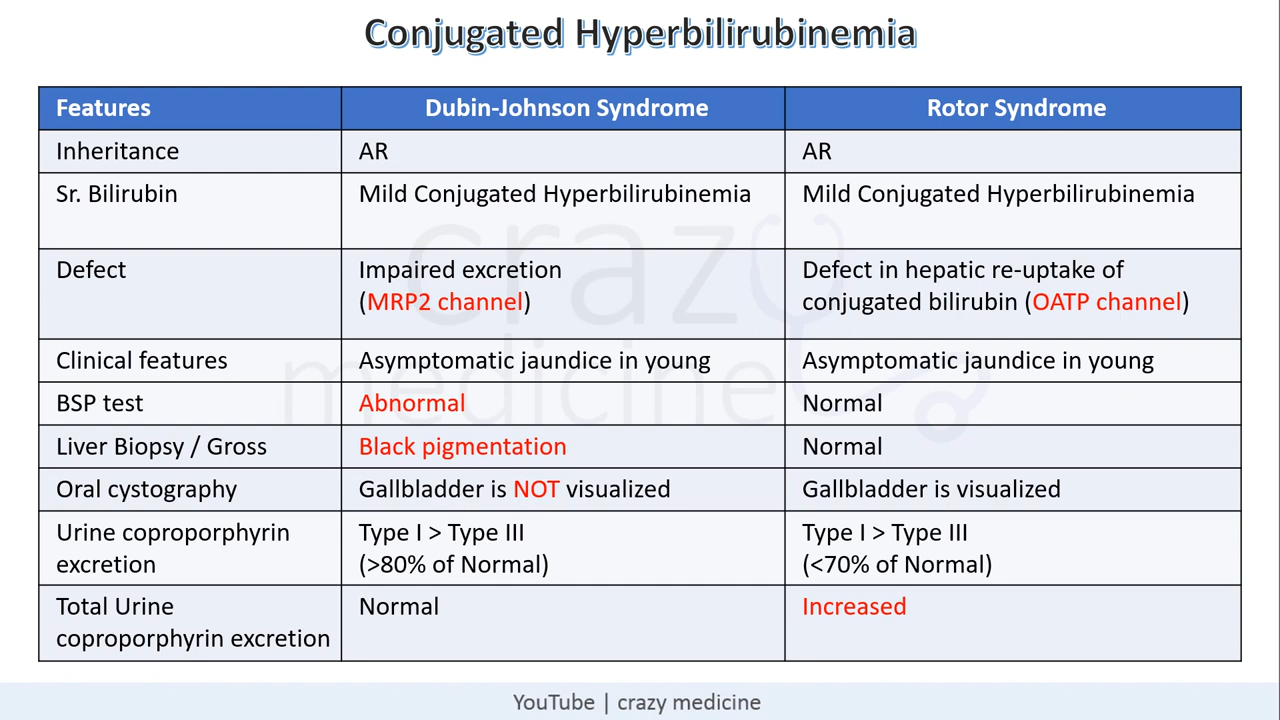 Conjugated Hyperbilirubinemia
Features
Dubin-Johnson Syndrome
Rotor Syndrome
Inheritance
AR
AR
Sr. Bilirubin
Mild Conjugated Hyperbilirubinemia
Mild Conjugated Hyperbilirubinemia
Defect
Impaired excretion
(MRP2 channel)
Defect in hepatic re-uptake of
conjugated bilirubin (OATP channel)
Clinical features
Asymptomatic jaundice in young
Asymptomatic jaundice in young
BSP test
Abnormal
Normal
Liver Biopsy / Gross
Black pigmentation
Normal
Oral cystography
Gallbladder is NOT visualized
Gallbladder is visualized
Urine coproporphyrin
excretion
Type I > Type III
(>80% of Normal)
Type I > Type III
(<70% of Normal)
Total Urine
coproporphyrin excretion
Normal
Increased
crazy
medicine
YouTube | crazy medicine